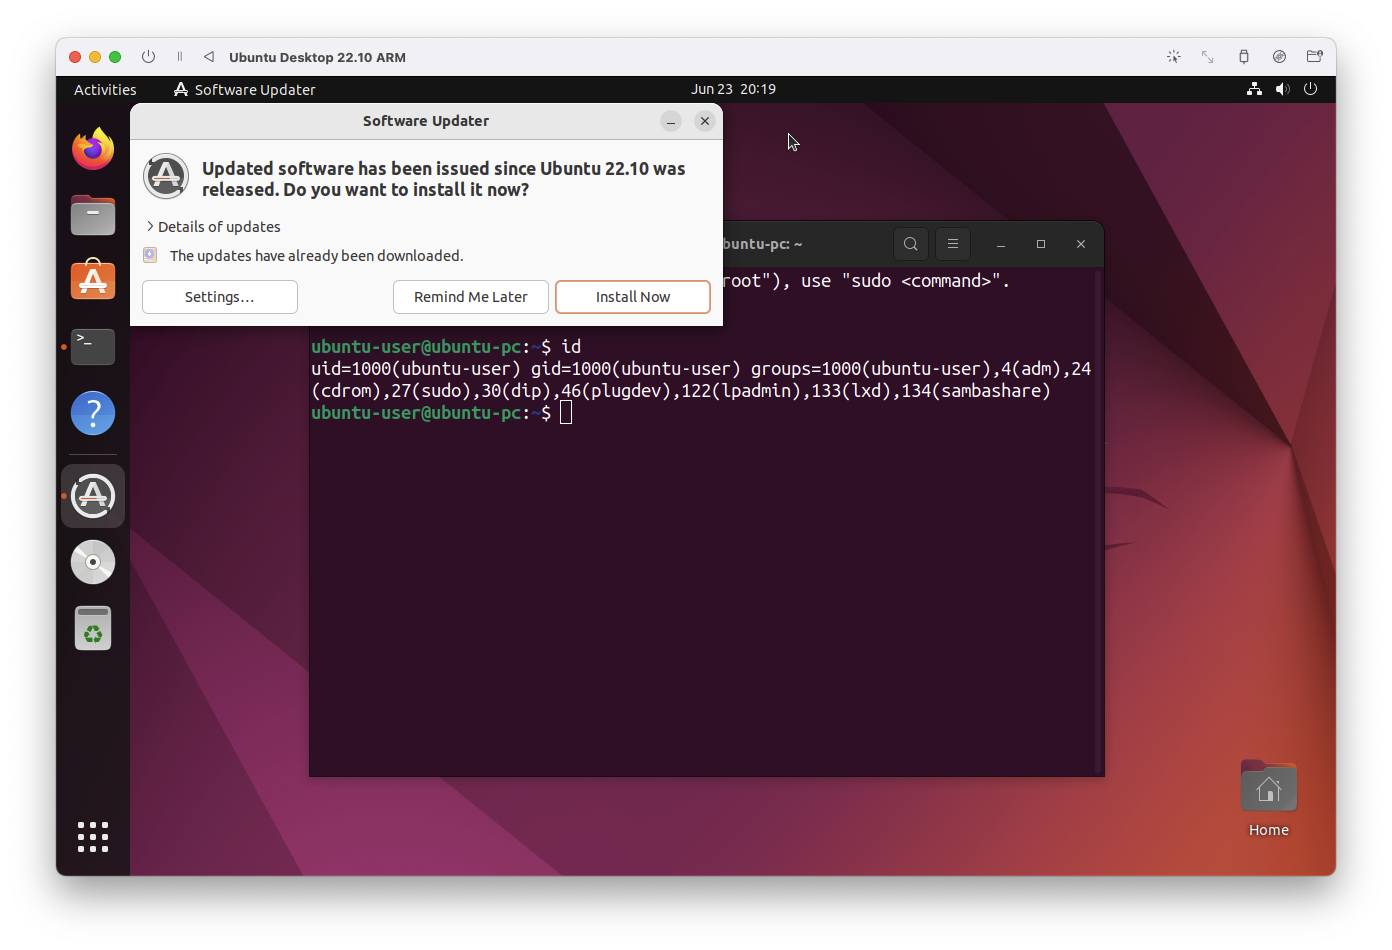 Ubuntu Desktop 22.10 ARM
Activities
Software Updater
Jun 23 20:19
Software Updater
Updated software has been issued since Ubuntu 22.10 was
released. Do you want to install it now?
Details of updates
The updates have already been downloaded.
Settings...
Remind Me Later
Install Now
buntu-pc: ~
root"), use "sudo <command>".
ubuntu-user@ubuntu-pc:~$ id
uid=1000(ubuntu-user) gid=1000(ubuntu-user) groups=1000(ubuntu-user),4(adm),24
(cdrom),27(sudo),30(dip),46(plugdev),122(lpadmin),133(lxd),134(sambashare)
ubuntu-user@ubuntu-pc:~$
Home